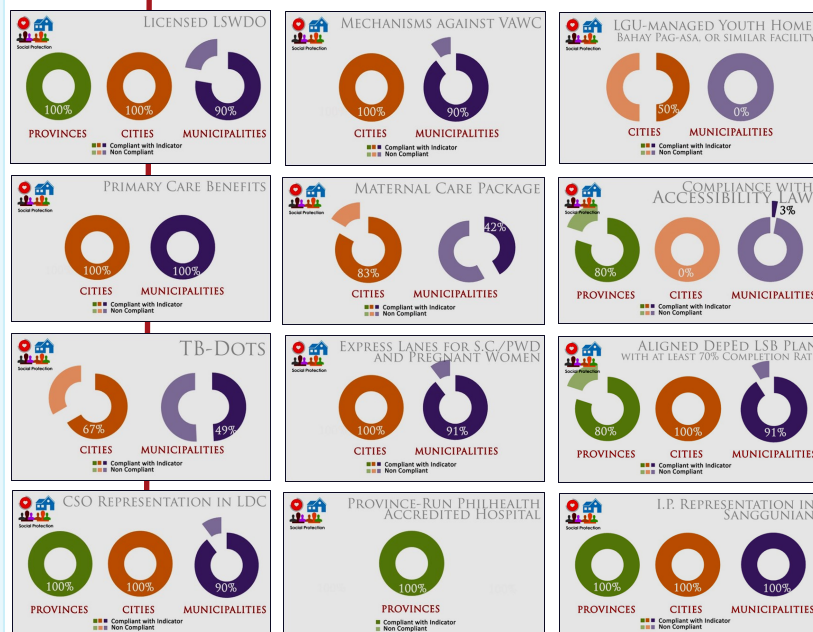 LICENSED LSWDO
Social Protection
100%
100%
90%
PROVINCES CITIES MUNICIPALITIES
Compliant with Indicator
Non Compliant
MECHANISMS AGAINST VAWC
Social Protection
100%
90%
CITIES MUNICIPALITIES
Compliant with Indicator
Non Compliant
LGU-MANAGED YOUTH HOME
BAHAY PAG-ASA, OR SIMILAR FACILITY
Social Protection
50%
0%
CITIES MUNICIPALITIES
Compliant with Indicator
Non Compliant
PRIMARY CARE BENEFITS
Social Protection
100%
100%
CITIES MUNICIPALITIES
Compliant with Indicator
Non Compliant
MATERNAL CARE PACKAGE
Social Protection
83%
42%
CITIES MUNICIPALITIES
Compliant with Indicator
Non Compliant
COMPLIANCE WITH
ACCESSIBILITY LAW
Social Protection
3%
80%
0%
PROVINCES CITIES MUNICIPALITIES
Compliant with Indicator
Non Compliant
TB-DOTS
Social Protection
67%
49%
CITIES MUNICIPALITIES
Compliant with Indicator
Non Compliant
EXPRESS LANES FOR S.C./PWD
AND PREGNANT WOMEN
Social Protection
100%
91%
CITIES MUNICIPALITIES
Compliant with Indicator
Non Compliant
ALIGNED DEPED LSB PLAN
WITH AT LEAST 70% COMPLETION RAT
Social Protection
80%
100%
91%
PROVINCES CITIES MUNICIPALITIES
Compliant with Indicator
Non Compliant
CSO REPRESENTATION IN LDC
Social Protection
100%
100%
90%
PROVINCES CITIES MUNICIPALITIES
Compliant with Indicator
Non Compliant
PROVINCE-RUN PHILHEALTH
ACCREDITED HOSPITAL
Social Protection
100%
PROVINCES
Compliant with Indicator
Non Compliant
I.P. REPRESENTATION IN
SANGGUNIAN
Social Protection
100%
100%
100%
PROVINCES CITIES MUNICIPALITIES
Compliant with Indicator
Non Compliant